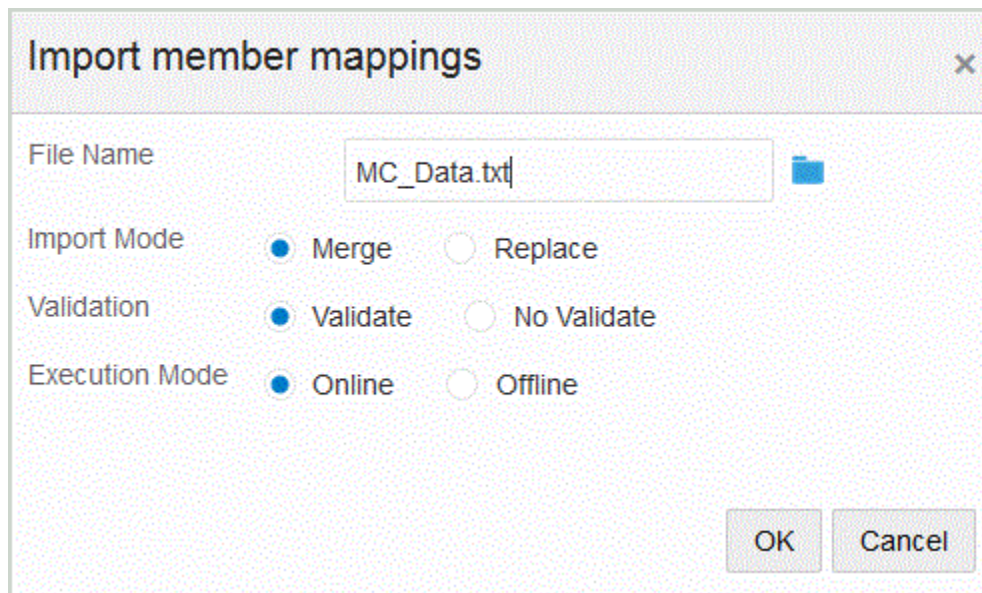 Import member mappings ×
File Name MC_Data.txt
Import Mode Merge Replace
Validation Validate No Validate
Execution Mode Online Offline
OK Cancel